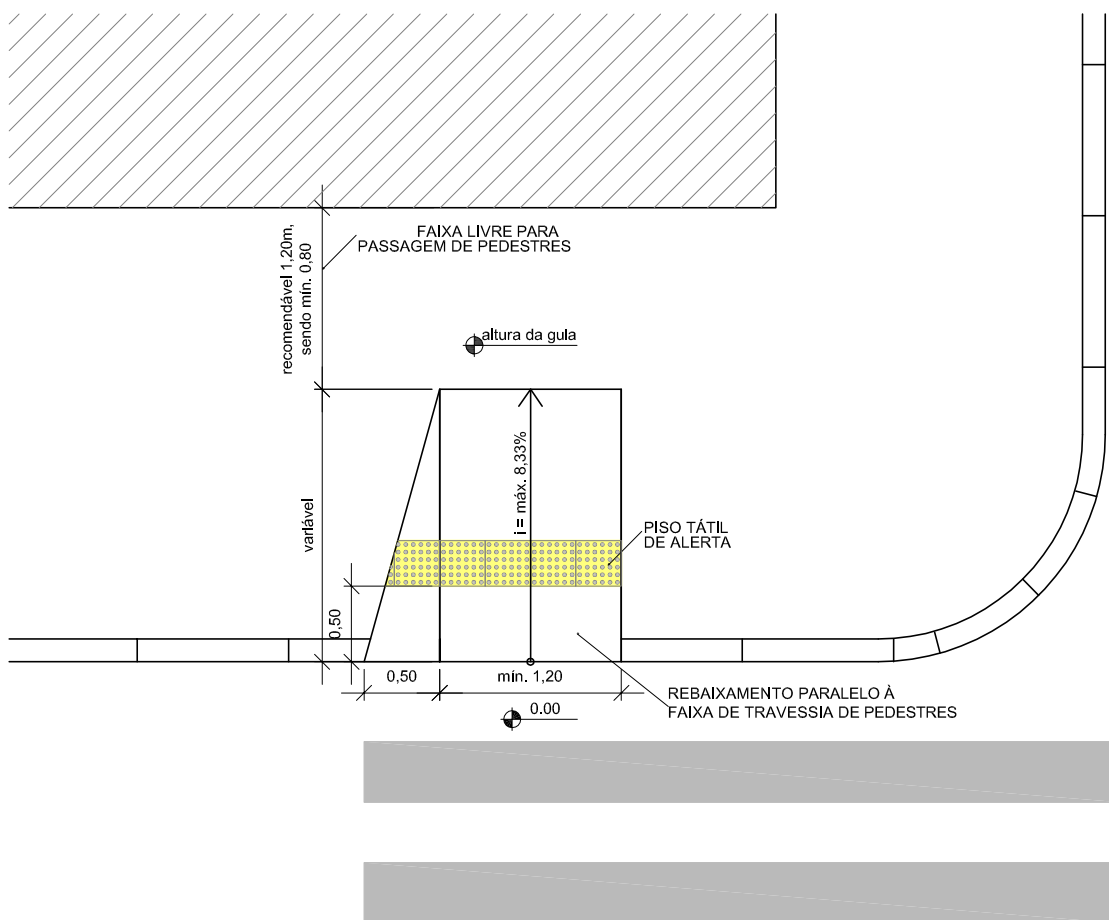 FAIXA LIVRE PARA
PASSAGEM DE PEDESTRES
recomendável 1,20m,
sendo mín. 0,80
altura da guia
i = máx. 8,33%
variável
PISO TÁTIL
DE ALERTA
0,50
0,50
mín. 1,20
0.00
REBAIXAMENTO PARALELO À
FAIXA DE TRAVESSIA DE PEDESTRES